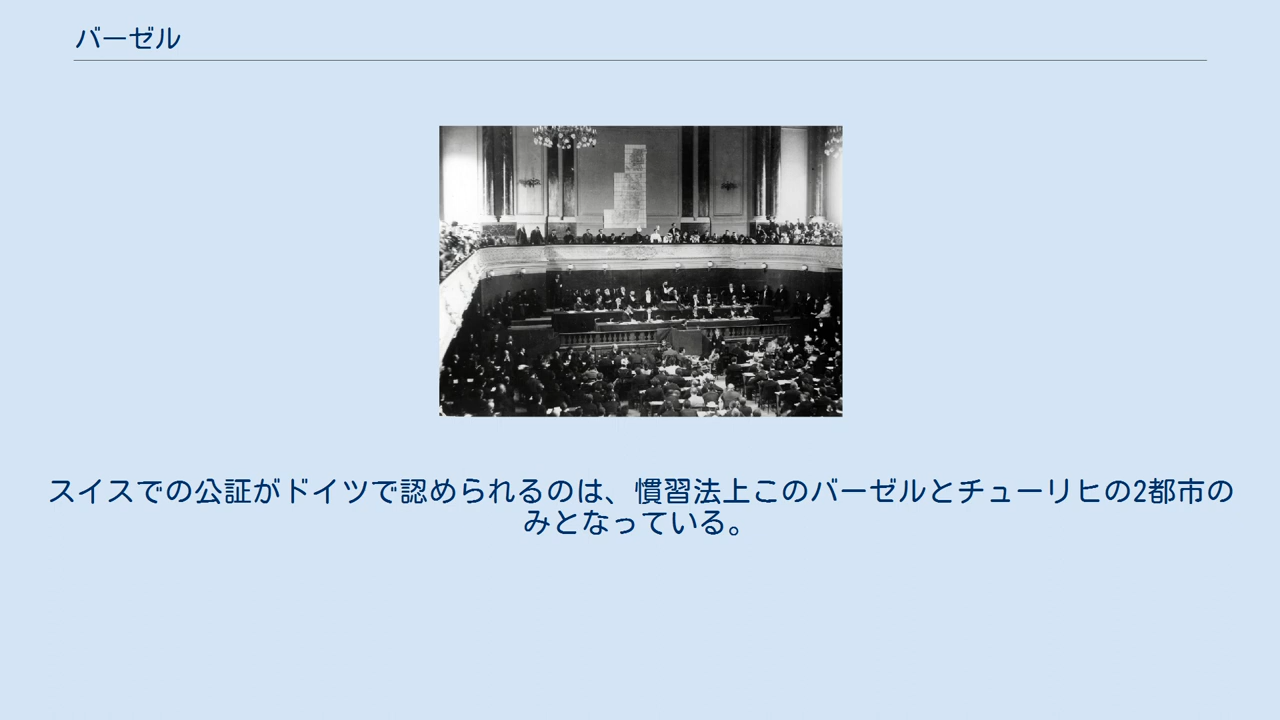 バーゼル
スイスでの公証がドイツで認められるのは、慣習法上このバーゼルとチューリヒの2都市の
みとなっている。